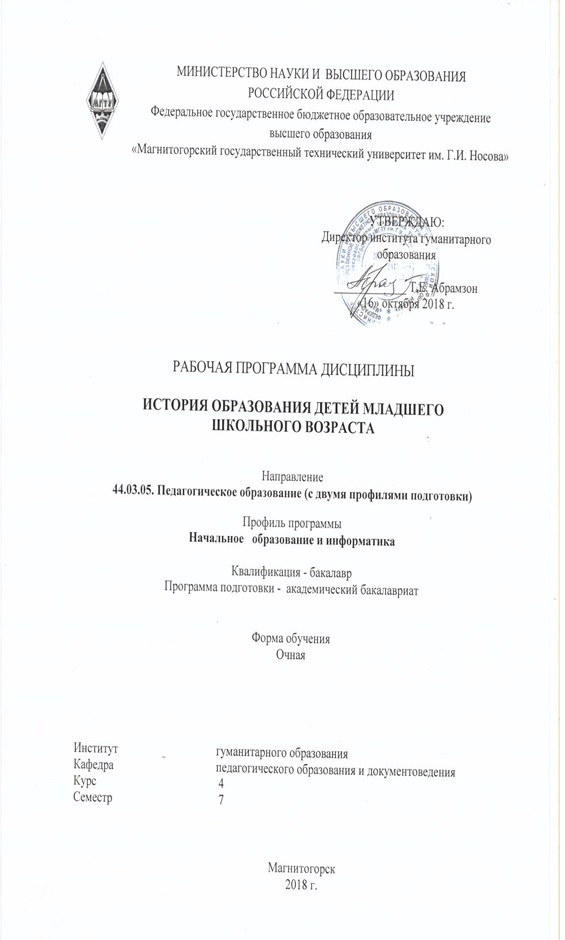 МИНИСТЕРСТВО НАУКИ И ВЫСШЕГО ОБРАЗОВАНИЯ
РОССИЙСКОЙ ФЕДЕРАЦИИ
Федеральное государственное бюджетное образовательное учреждение
высшего образования
«Магнитогорский государственный технический университет им. Г.И. Носова»
МГТУ
УТВЕРЖДАЮ:
Директор института гуманитарного
образования
Т.Е. Абрамзон
«16» октября 2018 г.
РАБОЧАЯ ПРОГРАММА ДИСЦИПЛИНЫ
ИСТОРИЯ ОБРАЗОВАНИЯ ДЕТЕЙ МЛАДШЕГО
ШКОЛЬНОГО ВОЗРАСТА
Направление
44.03.05. Педагогическое образование (с двумя профилями подготовки)
Профиль программы
Начальное образование и информатика
Квалификация - бакалавр
Программа подготовки - академический бакалавриат
Форма обучения
Очная
Институт гуманитарного образования
Кафедра педагогического образования и документоведения
Курс 4
Семестр 7
Магнитогорск
2018 г.